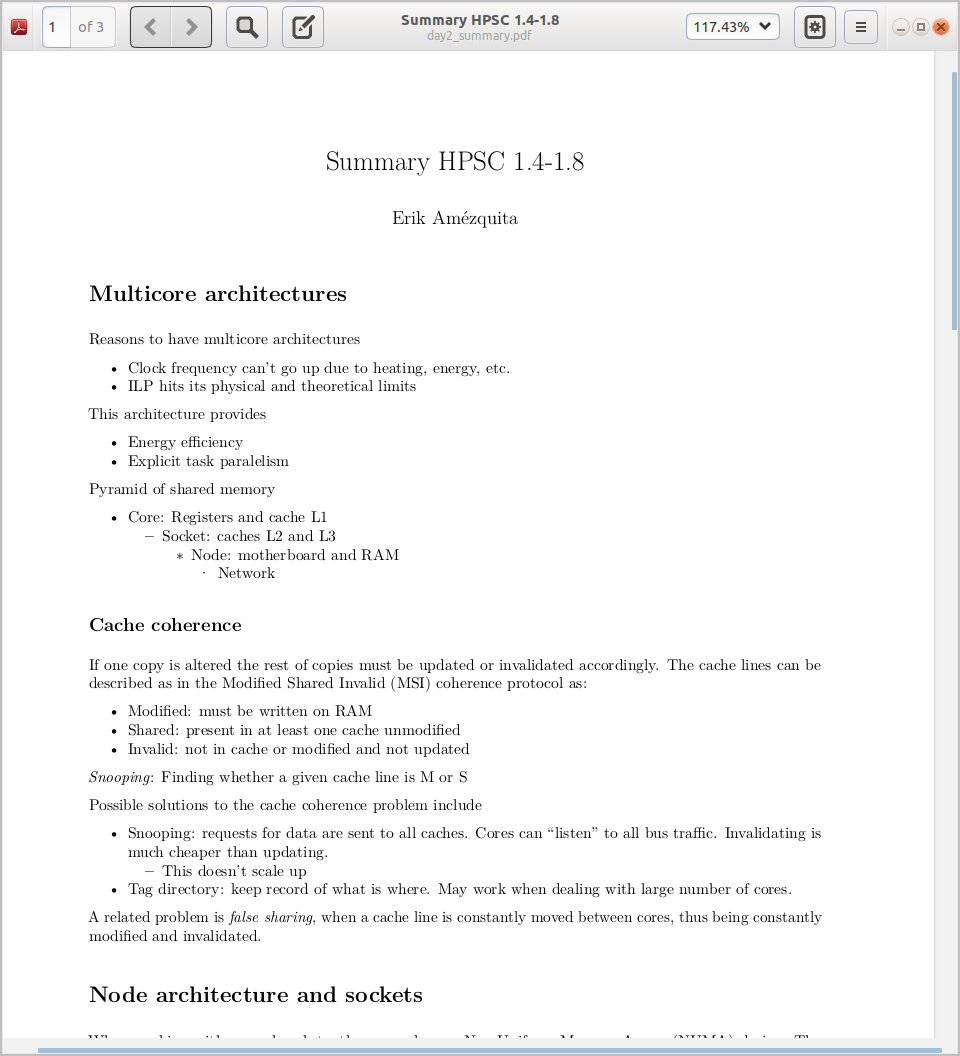 1 of 3
Summary HPSC 1.4-1.8
day2_summary.pdf
117.43%
Summary HPSC 1.4-1.8
Erik Amézquita
Multicore architectures
Reasons to have multicore architectures
• Clock frequency can't go up due to heating, energy, etc.
• ILP hits its physical and theoretical limits
This architecture provides
• Energy efficiency
• Explicit task paralelism
Pyramid of shared memory
• Core: Registers and cache L1
– Socket: caches L2 and L3
* Node: motherboard and RAM
· Network
Cache coherence
If one copy is altered the rest of copies must be updated or invalidated accordingly. The cache lines can be
described as in the Modified Shared Invalid (MSI) coherence protocol as:
• Modified: must be written on RAM
• Shared: present in at least one cache unmodified
• Invalid: not in cache or modified and not updated
Snooping: Finding whether a given cache line is M or S
Possible solutions to the cache coherence problem include
• Snooping: requests for data are sent to all caches. Cores can “listen” to all bus traffic. Invalidating is
much cheaper than updating.
– This doesn't scale up
• Tag directory: keep record of what is where. May work when dealing with large number of cores.
A related problem is false sharing, when a cache line is constantly moved between cores, thus being constantly
modified and invalidated.
Node architecture and sockets